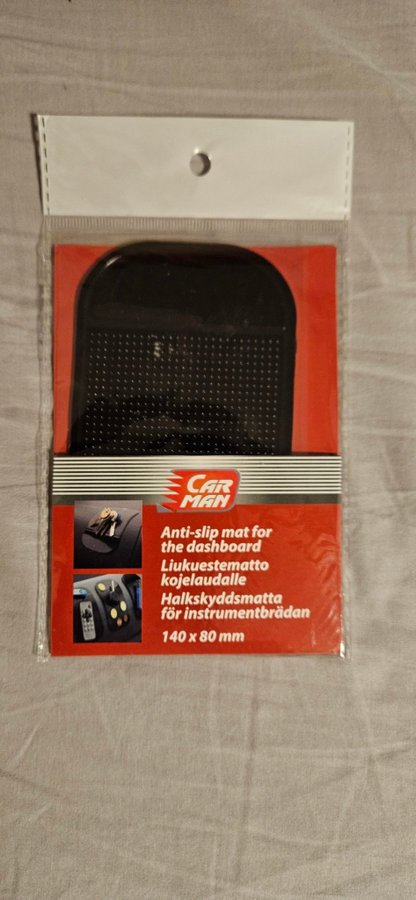 CAR
MAN
Anti-slip mat for
the dashboard
Liukuestematto
kojelaudalle
Halkskyddsmatta
för instrumentbrädan
140 x 80 mm